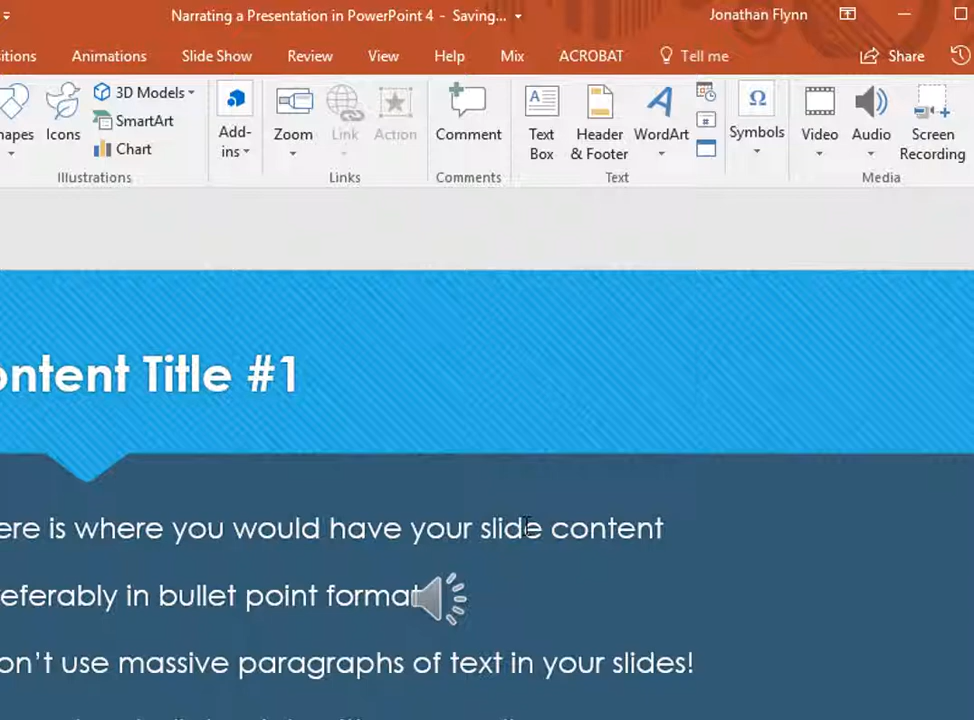 Narrating a Presentation in PowerPoint 4 - Saving...
Jonathan Flynn
Animations Slide Show Review View Help Mix ACROBAT Tell me Share
Icons
3D Models
SmartArt
Chart
Illustrations
Add-
ins
Zoom
Link
Action
Links
Comment
Comments
Text
Box
Header
& Footer
WordArt
Text
Symbols
Video
Audio
Screen
Recording
Media
ontent Title #1
ere is where you would have your slide content
eferably in bullet point format
on't use massive paragraphs of text in your slides!